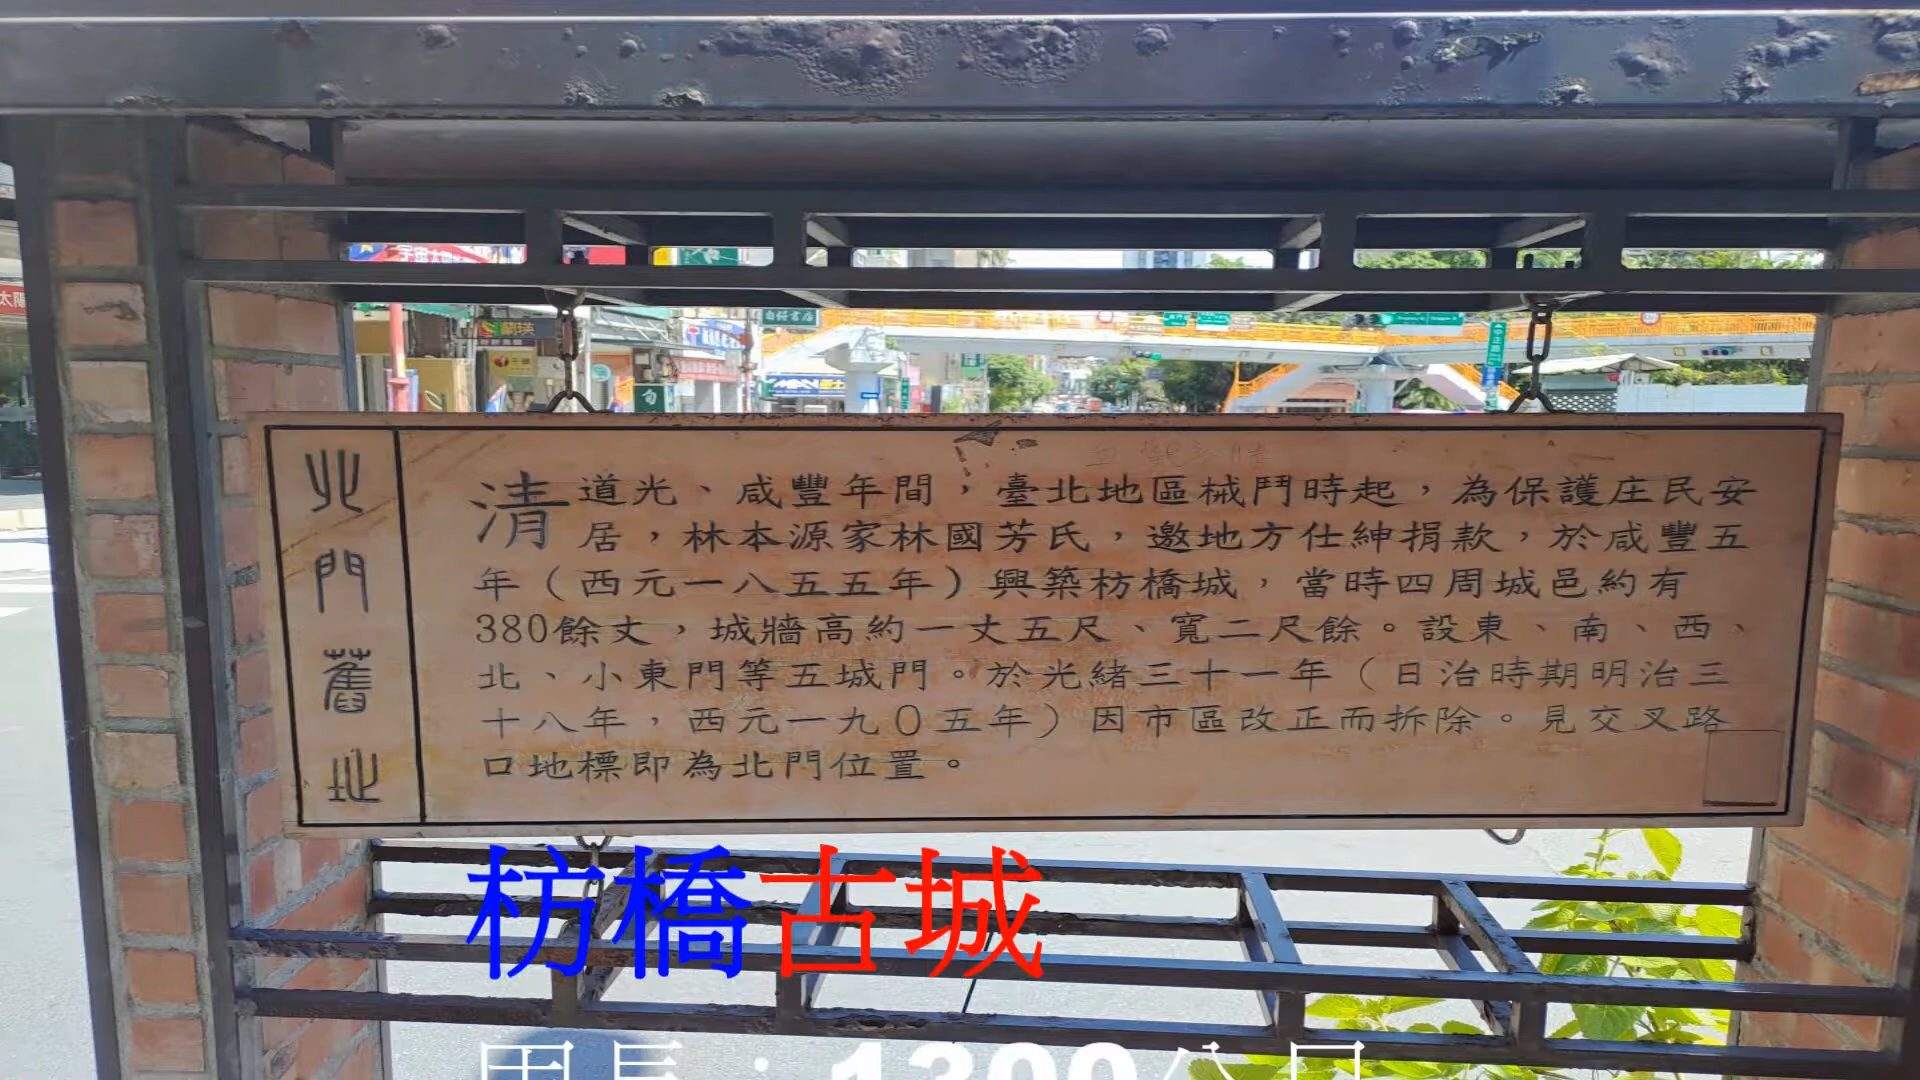 北門舊址
清道光、咸豐年間，臺北地區械鬥時起，為保護庄民安
居，林本源家林國芳氏，邀地方仕紳捐款，於咸豐五
年（西元一八五五年）興築枋橋城，當時四周城邑約有
380餘丈，城牆高約一丈五尺、寬二尺餘。設東、南、西、
北、小東門等五城門。於光緒三十一年（日治時期明治三
十八年，西元一九〇五年）因市區改正而拆除。見交叉路
口地標即為北門位置。
枋橋古城